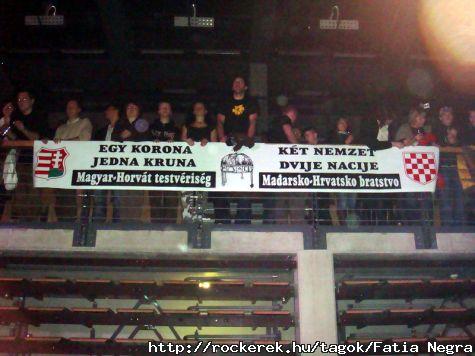 EGY KORONA
JEDNA KRUNA
Magyar-Horvát testvériség
KÉT NEMZET
DVIJE NACIJE
Mađarsko-Hrvatsko bratstvo
http://rockerek.hu/tagok/Fatia Negra